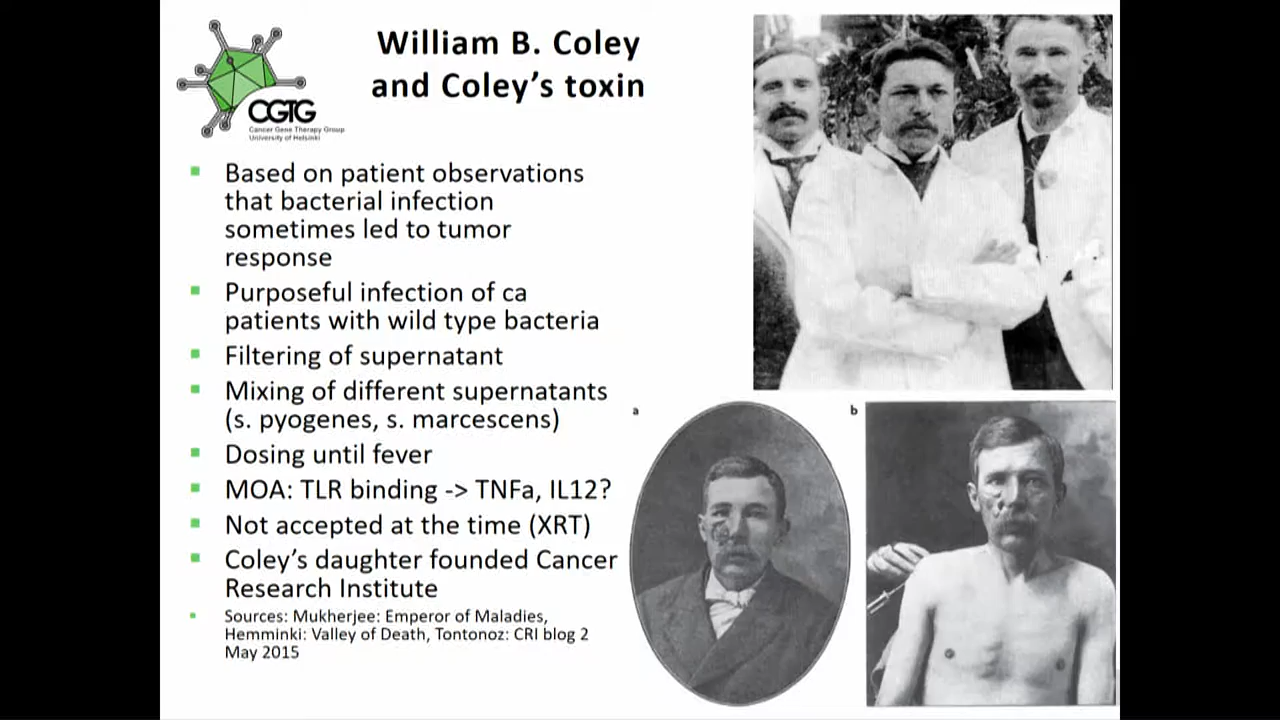 William B. Coley
and Coley's toxin
CGTG
Cancer Gene Therapy Group
University of Helsinki
Based on patient observations
that bacterial infection
sometimes led to tumor
response
Purposeful infection of ca
patients with wild type bacteria
Filtering of supernatant
Mixing of different supernatants
(s. pyogenes, s. marcescens)
Dosing until fever
MOA: TLR binding -> TNFa, IL12?
Not accepted at the time (XRT)
Coley's daughter founded Cancer
Research Institute
Sources: Mukherjee: Emperor of Maladies,
Hemminki: Valley of Death, Tontonoz: CRI blog 2
May 2015
a
b